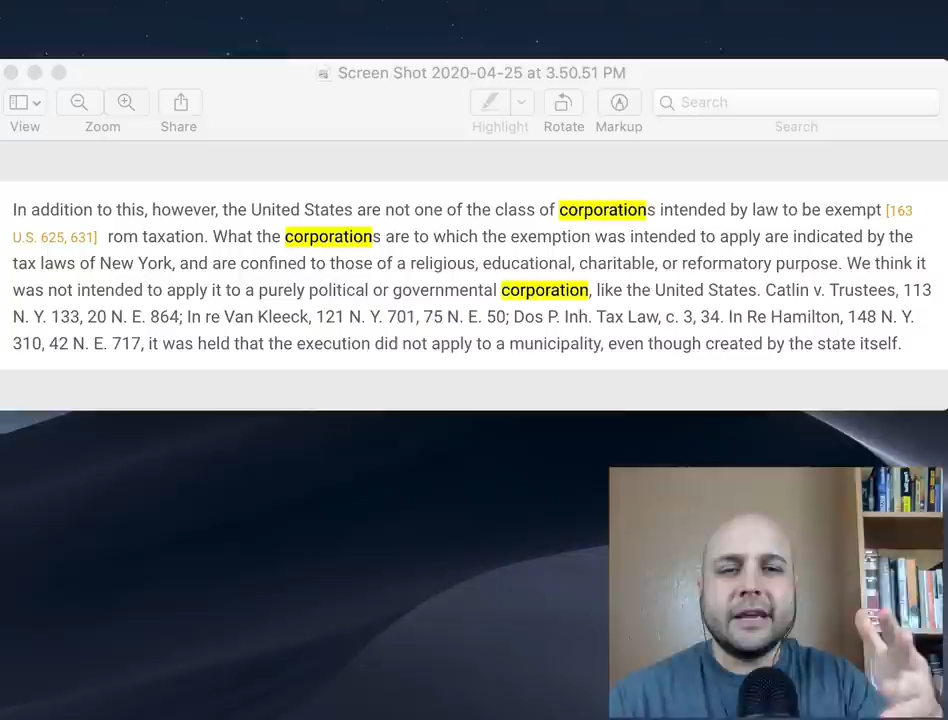 Screen Shot 2020-04-25 at 3.50.51 PM
Search
View
Zoom
Share
Highlight
Rotate
Markup
Search
In addition to this, however, the United States are not one of the class of corporations intended by law to be exempt [163
U.S. 625, 631] rom taxation. What the corporations are to which the exemption was intended to apply are indicated by the
tax laws of New York, and are confined to those of a religious, educational, charitable, or reformatory purpose. We think it
was not intended to apply it to a purely political or governmental corporation, like the United States. Catlin v. Trustees, 113
N. Y. 133, 20 N. E. 864; In re Van Kleeck, 121 N. Y. 701, 75 N. E. 50; Dos P. Inh. Tax Law, c. 3, 34. In Re Hamilton, 148 N. Y.
310, 42 N. E. 717, it was held that the execution did not apply to a municipality, even though created by the state itself.